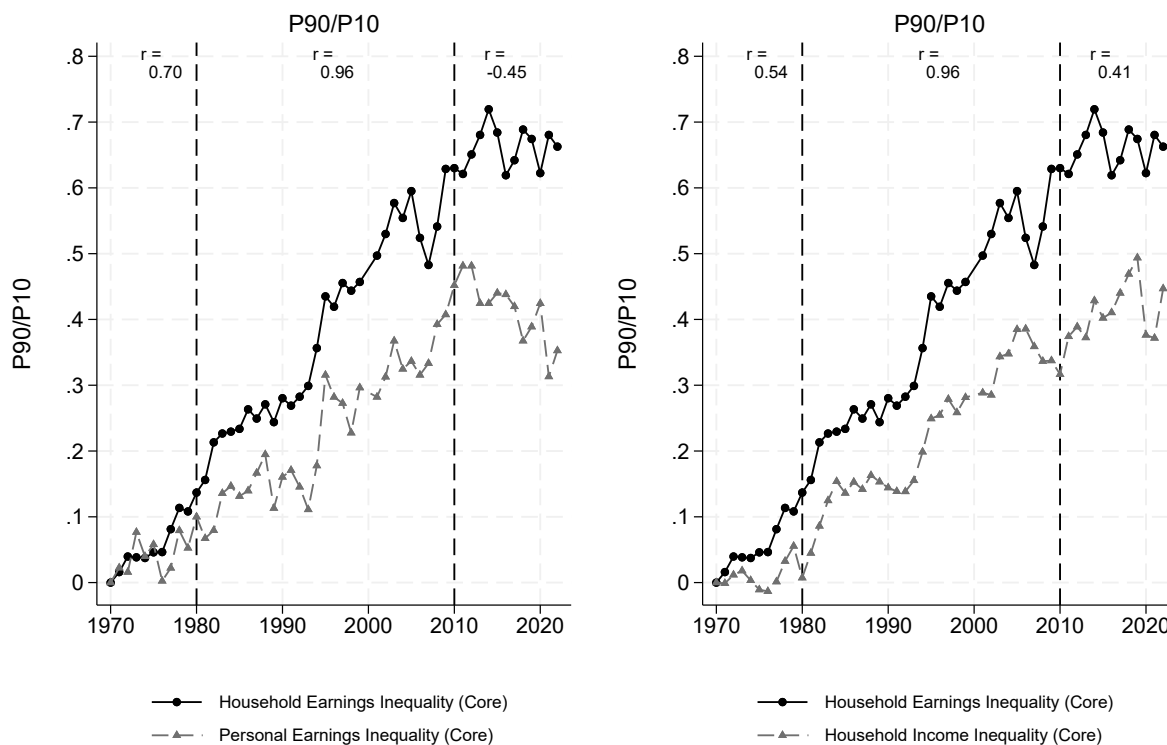 P90/P10
r =
0.70
r =
0.96
r =
-0.45
.8
.7
.6
.5
.4
.3
.2
.1
0
P90/P10
1970
1980
1990
2000
2010
2020
Household Earnings Inequality (Core)
Personal Earnings Inequality (Core)
P90/P10
r =
0.54
r =
0.96
r =
0.41
.8
.7
.6
.5
.4
.3
.2
.1
0
P90/P10
1970
1980
1990
2000
2010
2020
Household Earnings Inequality (Core)
Household Income Inequality (Core)